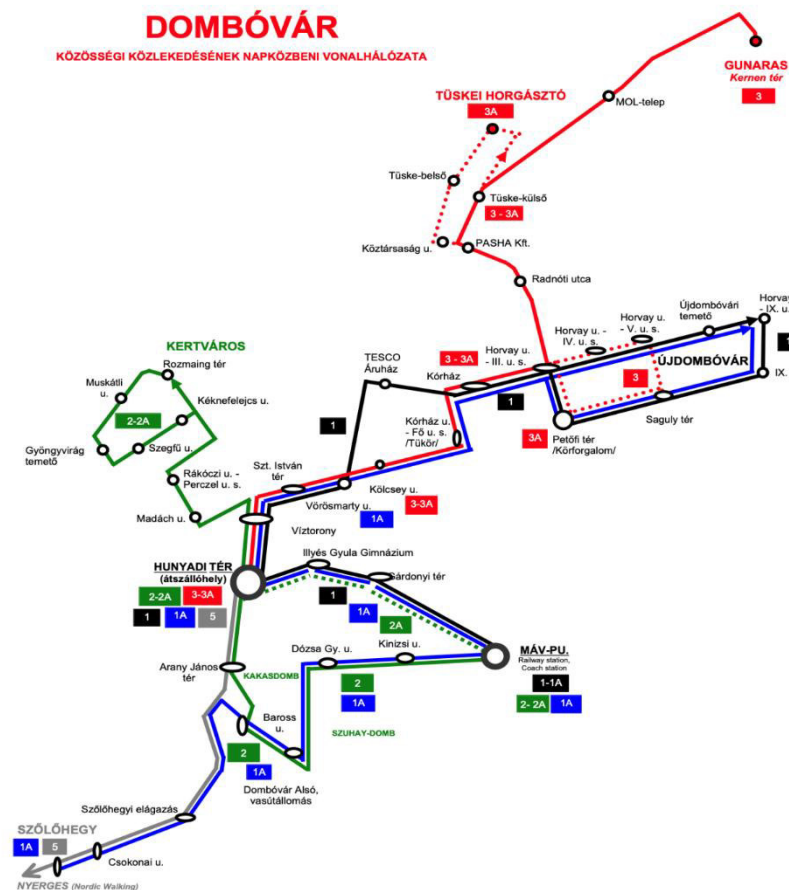 DOMBÓVÁR
KÖZÖSSÉGI KÖZLEKEDÉSÉNEK NAPKÖZBENI VONALHÁLÓZATA
GUNARAS
Kernen tér
3
TÜSKEI HORGÁSZTÓ
3A
MOL-telep
Tüske-belső
Tüske-külső
3 - 3A
Köztársaság u.
PASHA Kft.
Radnóti utca
Horvay u.
- V. u. s.
Újdombóvári
temető
Horvay
- IX. u.
Horvay u. -
IV. u. s.
KERTVÁROS
Rozmaring tér
TESCO
Áruház
3 - 3A
Kórház
Horvay u.
- III. u. s.
ÚJDOMBÓVÁR
1
Muskátli
u.
Kéknefelejcs u.
3
IX.
2-2A
1
1
Saguly tér
Kórház u.
- Fő u. s.
/Tükör/
3A
Petőfi tér
/Körforgalom/
Gyöngyvirág
temető
Szegfű u.
Szt. István
tér
Rákóczi u. -
Perczel u. s.
Kölcsey u.
3-3A
Vörösmarty u.
1A
Madách u.
Víztorony
HUNYADI TÉR
(átszállóhely)
Illyés Gyula Gimnázium
Gárdonyi tér
2-2A
3-3A
1
1A
5
1
1A
2A
MÁV-PU.
Railway station,
Coach station
1-1A
2- 2A
1A
Dózsa Gy. u.
Kinizsi u.
Arany János
tér
KAKASDOMB
2
1A
Baross
u.
SZUHAY-DOMB
2
1A
Dombóvár Alsó,
vasútállomás
Szőlőhegyi elágazás
SZŐLŐHEGY
1A
5
Csokonai u.
NYERGES (Nordic Walking)